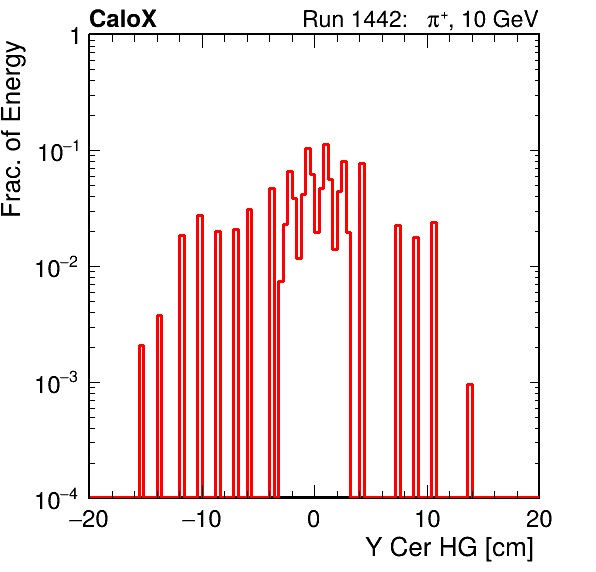 CaloX Run 1442: π⁺, 10 GeV
Frac. of Energy
1
10⁻¹
10⁻²
10⁻³
10⁻⁴
−20 −10 0 10 20
Y Cer HG [cm]